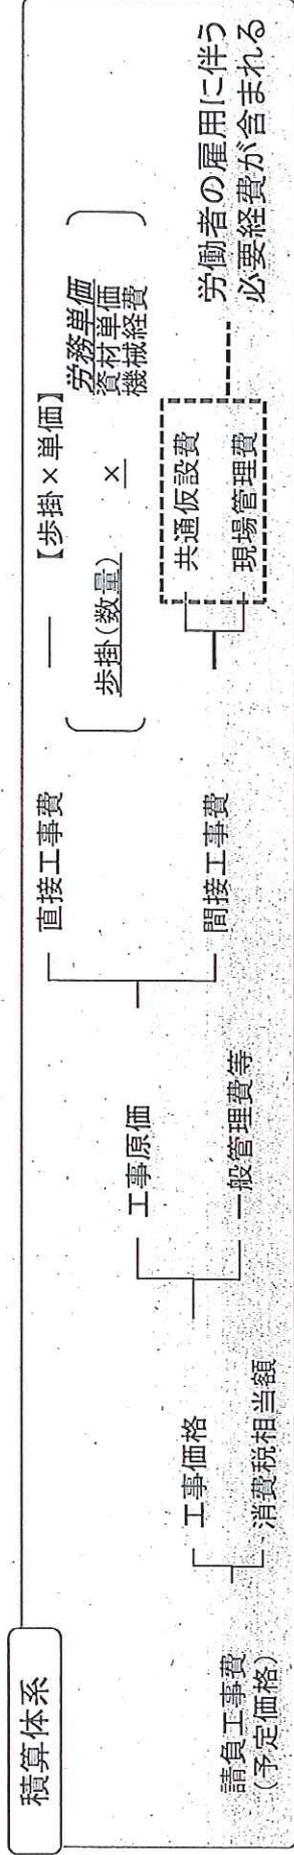 積算体系
請負工事費
(予定価格)
工事価格
消費税相当額
工事原価
一般管理費等
直接工事費
間接工事費
【歩掛×単価】
歩掛(数量) × 労務単価
資材単価
機械経費
共通仮設費
現場管理費
労働者の雇用に伴う
必要経費が含まれる